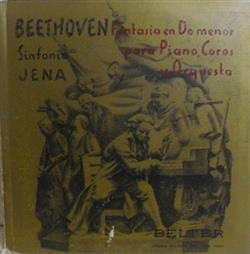 BEETHOVEN Fantasia en Do menor
Sinfonia para Piano, Coros
JENA y Orquesta
BELTER